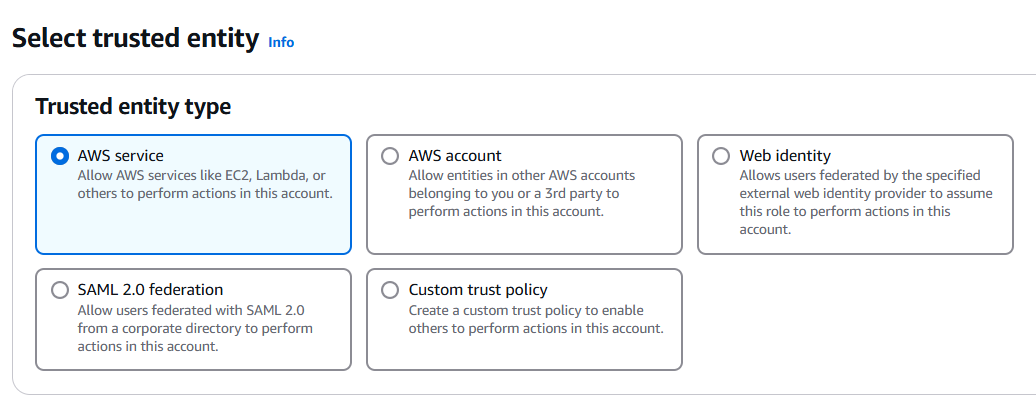 Select trusted entity Info
Trusted entity type
AWS service
Allow AWS services like EC2, Lambda, or
others to perform actions in this account.
AWS account
Allow entities in other AWS accounts
belonging to you or a 3rd party to
perform actions in this account.
Web identity
Allows users federated by the specified
external web identity provider to assume
this role to perform actions in this
account.
SAML 2.0 federation
Allow users federated with SAML 2.0
from a corporate directory to perform
actions in this account.
Custom trust policy
Create a custom trust policy to enable
others to perform actions in this account.